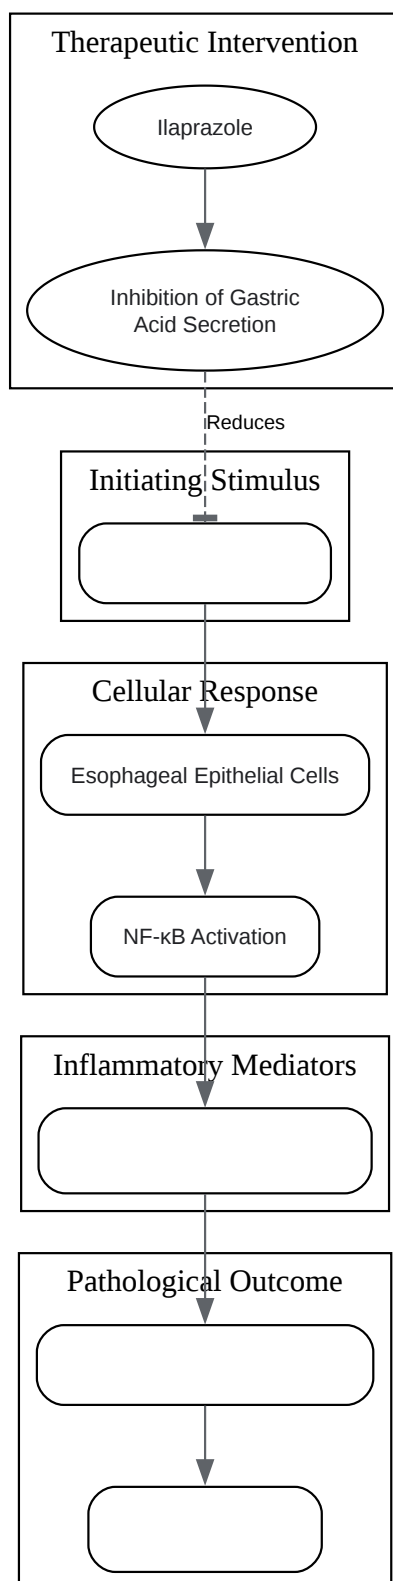 Therapeutic Intervention
Ilaprazole
Inhibition of Gastric
Acid Secretion
Reduces
Initiating Stimulus
Cellular Response
Esophageal Epithelial Cells
NF-κB Activation
Inflammatory Mediators
Pathological Outcome